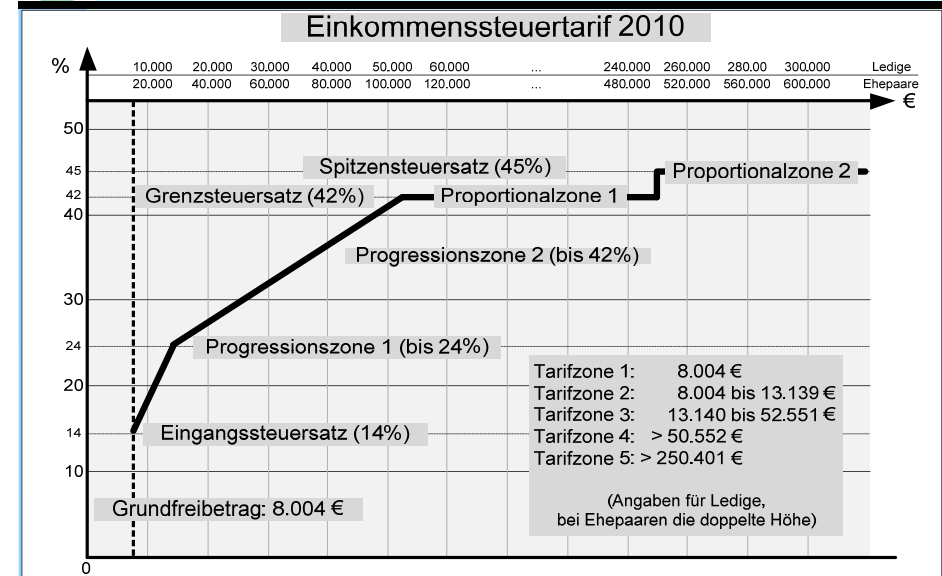 Einkommenssteuertarif 2010
% 10.000 20.000 30.000 40.000 50.000 60.000 ... 240.000 260.000 280.00 300.000 Ledige
20.000 40.000 60.000 80.000 100.000 120.000 ... 480.000 520.000 560.000 600.000 Ehepaare
€
50
Spitzensteuersatz (45%)
45
Proportionalzone 2
42
Grenzsteuersatz (42%)
Proportionalzone 1
40
Progressionszone 2 (bis 42%)
30
24
Progressionszone 1 (bis 24%)
20
14
Eingangssteuersatz (14%)
10
Grundfreibetrag: 8.004 €
0
Tarifzone 1: 8.004 €
Tarifzone 2: 8.004 bis 13.139 €
Tarifzone 3: 13.140 bis 52.551 €
Tarifzone 4: > 50.552 €
Tarifzone 5: > 250.401 €
(Angaben für Ledige,
bei Ehepaaren die doppelte Höhe)